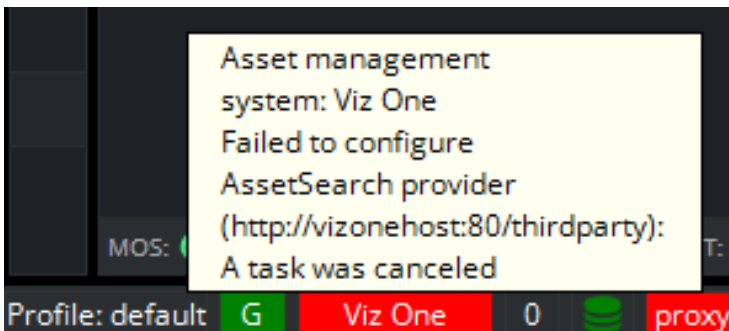 Asset management
system: Viz One
Failed to configure
AssetSearch provider
(http://vizonehost:80/thirdparty):
A task was canceled
MOS:
T:
Profile: default G Viz One 0 proxy